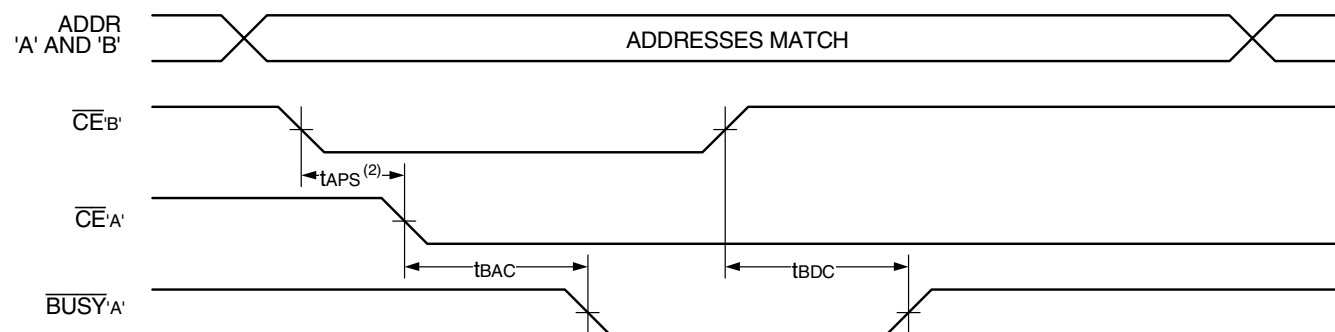 ADDR
'A' AND 'B'
ADDRESSES MATCH
CE'B'
tAPS (2)
CE'A'
tBAC
tBDC
BUSY'A'